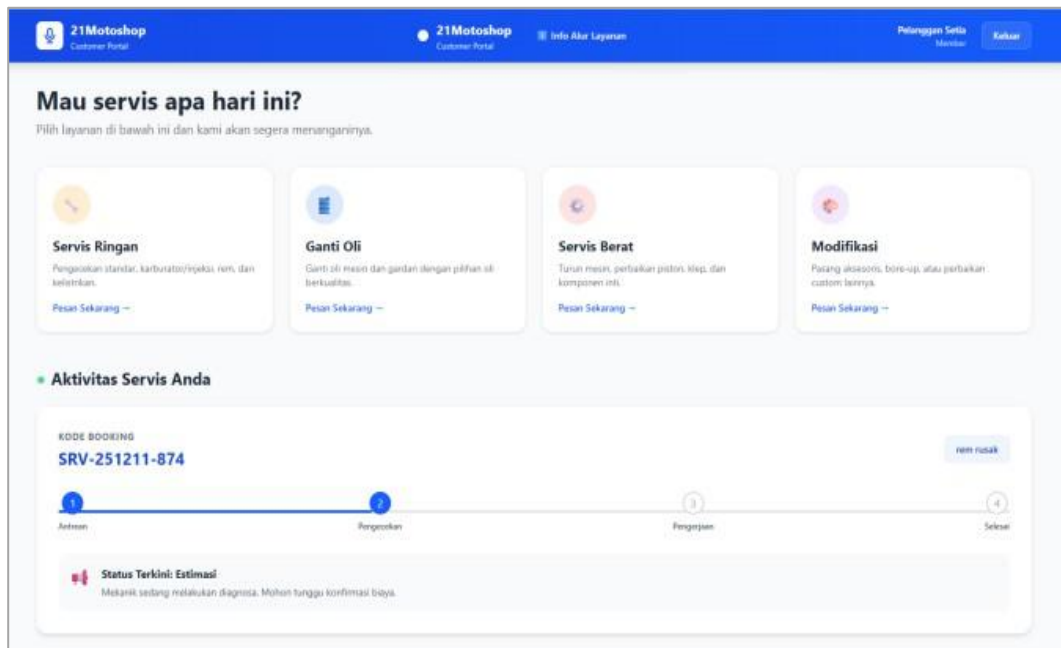 21Motoshop
Customer Portal
21Motoshop
Customer Portal
Info Alur Layanan
Pelanggan Setia
Member
Keluar
Mau servis apa hari ini?
Pilih layanan di bawah ini dan kami akan segera menanganinya.
Servis Ringan
Pengecekan standar, karburator/injeksi, rem, dan
kelistrikan.
Pesan Sekarang →
Ganti Oli
Ganti oli mesin dan gardan dengan pilihan oli
berkualitas.
Pesan Sekarang →
Servis Berat
Turun mesin, perbaikan piston, klep, dan
komponen inti.
Pesan Sekarang →
Modifikasi
Pasang aksesoris, bore-up, atau perbaikan
custom lainnya.
Pesan Sekarang →
Aktivitas Servis Anda
KODE BOOKING
SRV-251211-874
rem rusak
1
2
3
4
Antrean
Pengecekan
Pengerjaan
Selesai
Status Terkini: Estimasi
Mekanik sedang melakukan diagnosa. Mohon tunggu konfirmasi biaya.